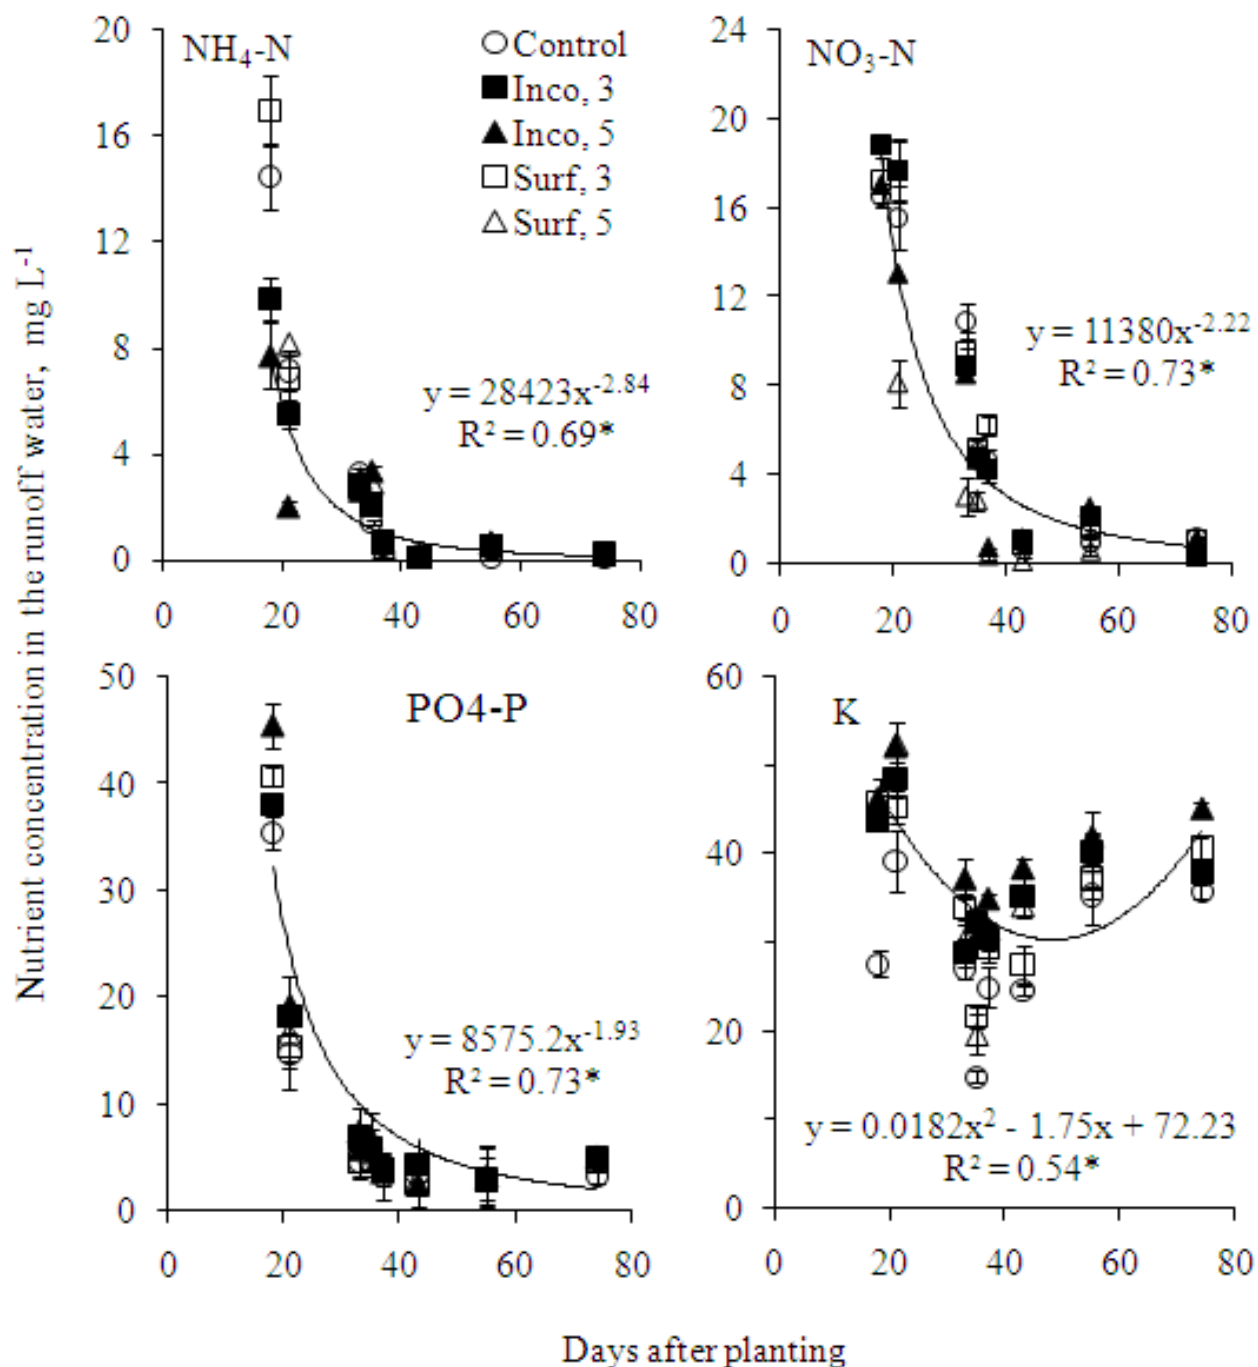 Nutrient concentration in the runoff water, mg L⁻¹
NH₄-N
Control
Inco, 3
Inco, 5
Surf, 3
Surf, 5
20
16
12
8
4
0
y = 28423x⁻²·⁸⁴
R² = 0.69*
0 20 40 60 80
NO₃-N
24
20
16
12
8
4
0
y = 11380x⁻²·²²
R² = 0.73*
0 20 40 60 80
PO4-P
50
40
30
20
10
0
y = 8575.2x⁻¹·⁹³
R² = 0.73*
0 20 40 60 80
K
60
40
20
0
y = 0.0182x² - 1.75x + 72.23
R² = 0.54*
0 20 40 60 80
Days after planting